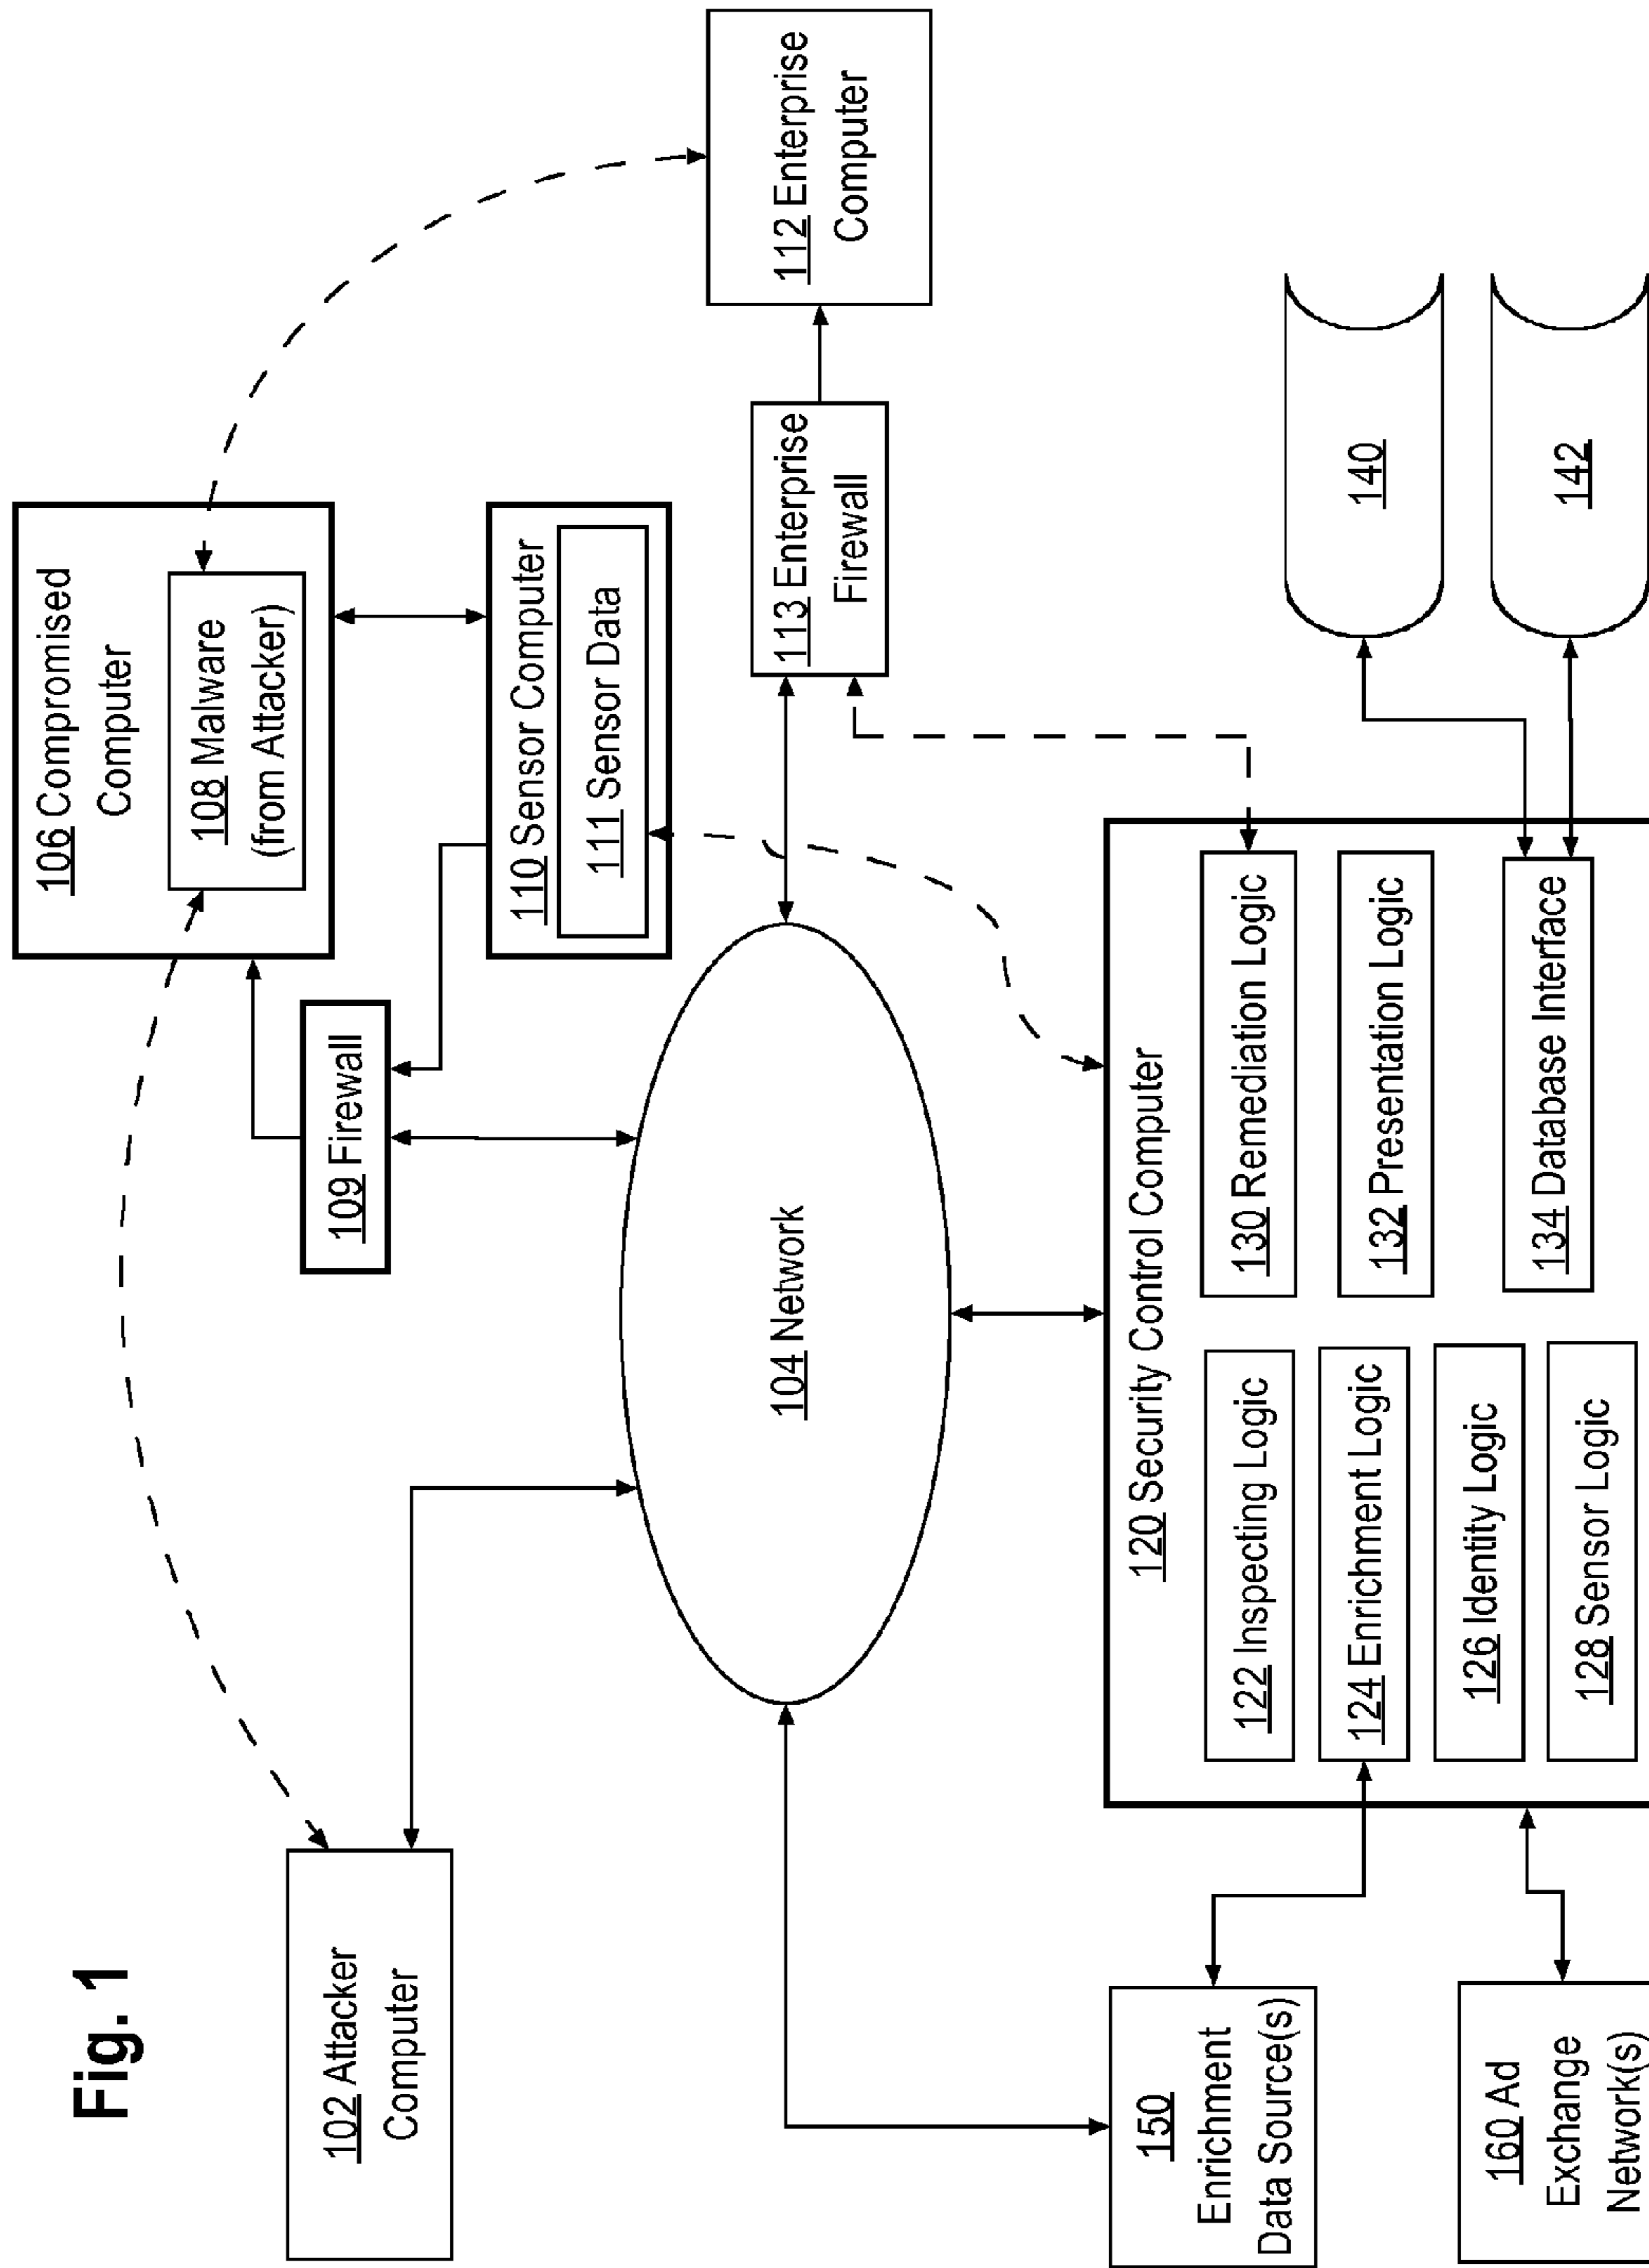 Fig. 1
102 Attacker
Computer
106 Compromised
Computer
108 Malware
(from Attacker)
109 Firewall
110 Sensor Computer
111 Sensor Data
104 Network
113 Enterprise
Firewall
112 Enterprise
Computer
120 Security Control Computer
122 Inspecting Logic
124 Enrichment Logic
126 Identity Logic
128 Sensor Logic
130 Remediation Logic
132 Presentation Logic
134 Database Interface
140
142
150
Enrichment
Data Source(s)
160 Ad
Exchange
Network(s)